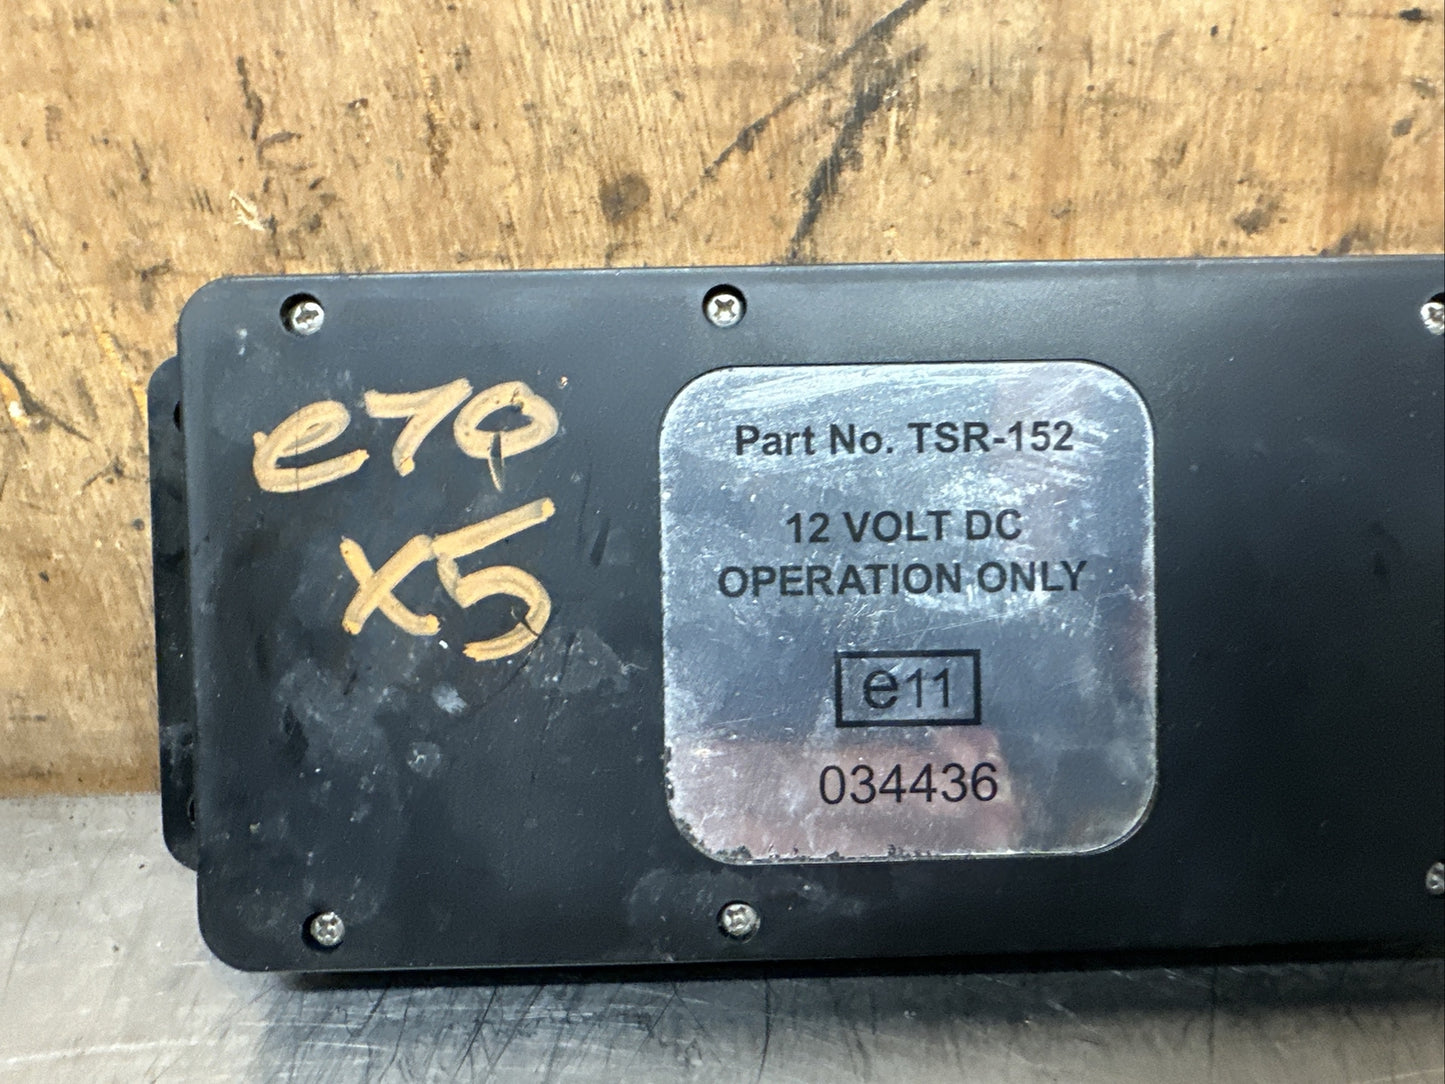 e70
X5
Part No. TSR-152
12 VOLT DC
OPERATION ONLY
e11
034436